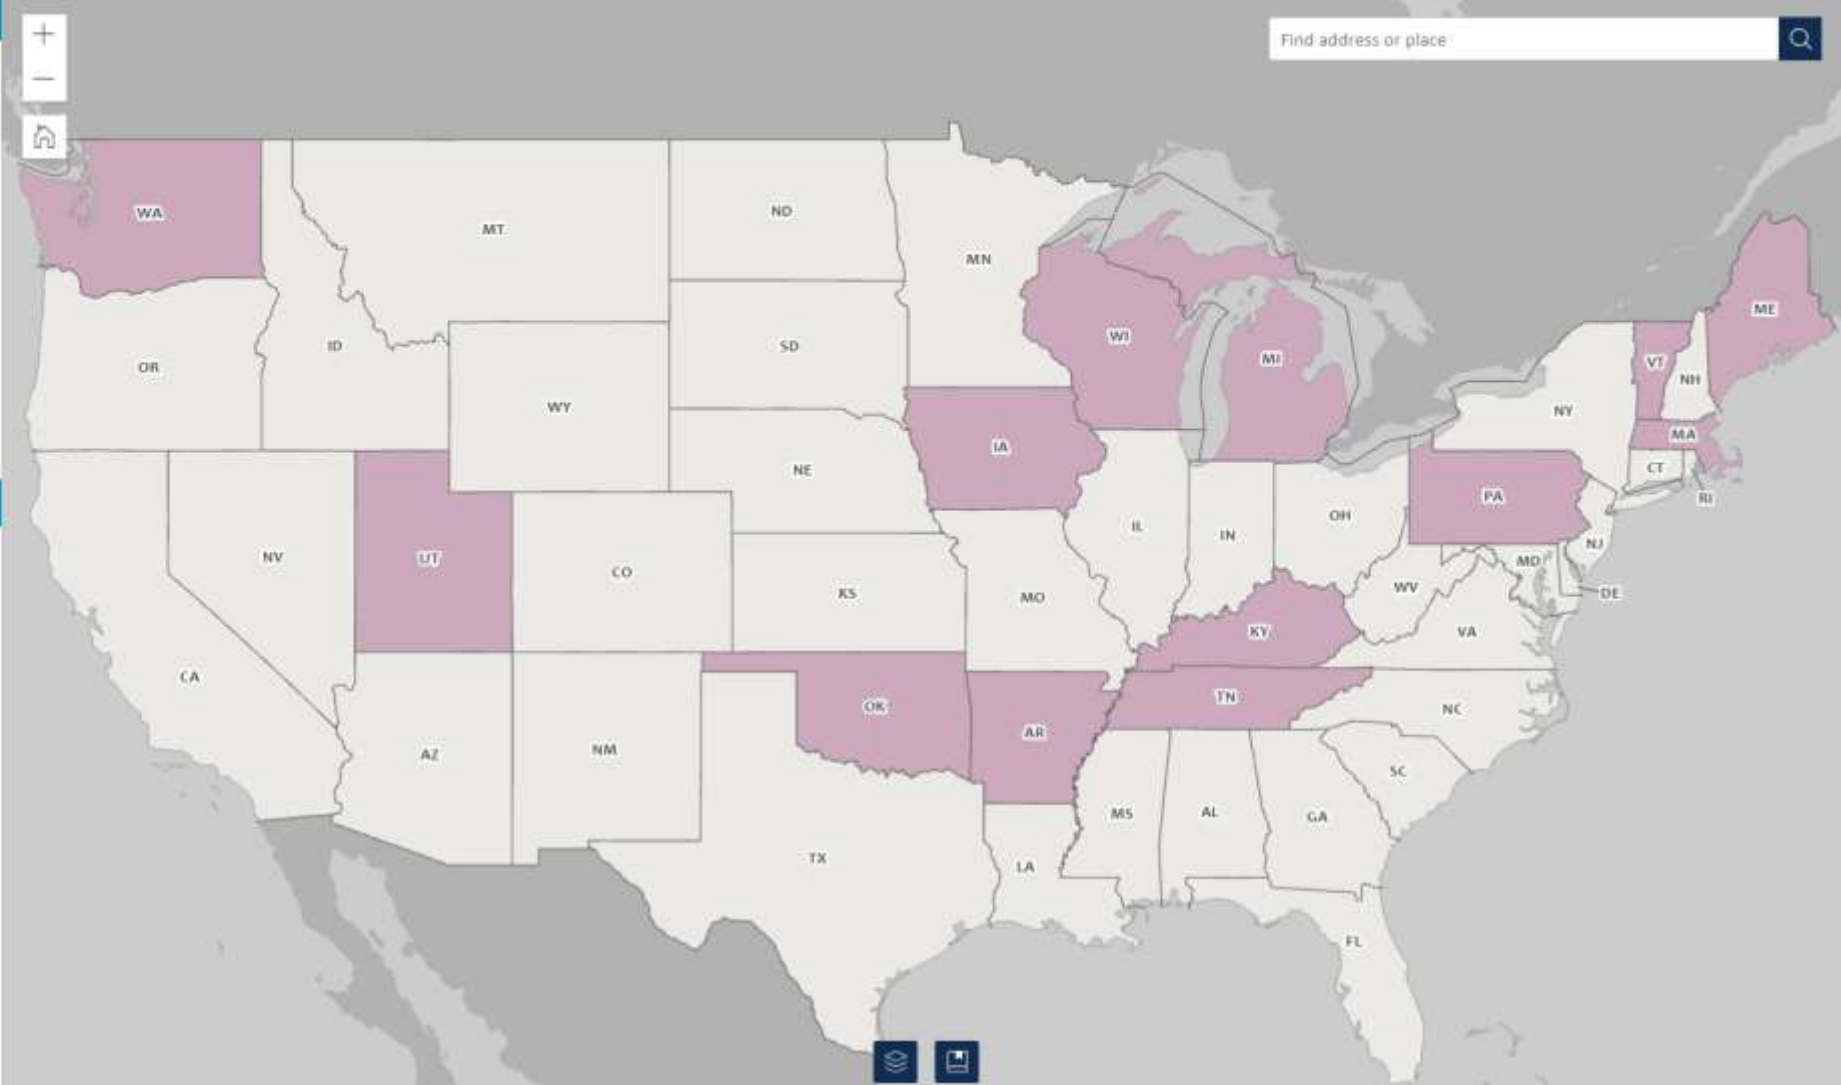 Find address or place
WA
MT
ND
MN
OR
ID
WY
SD
WI
MI
ME
VT
NH
NY
MA
CT
RI
NE
IA
PA
NV
UT
CO
KS
MO
IL
IN
OH
NJ
MD
DE
WV
VA
KY
CA
AZ
NM
OK
AR
TN
NC
SC
TX
LA
MS
AL
GA
FL